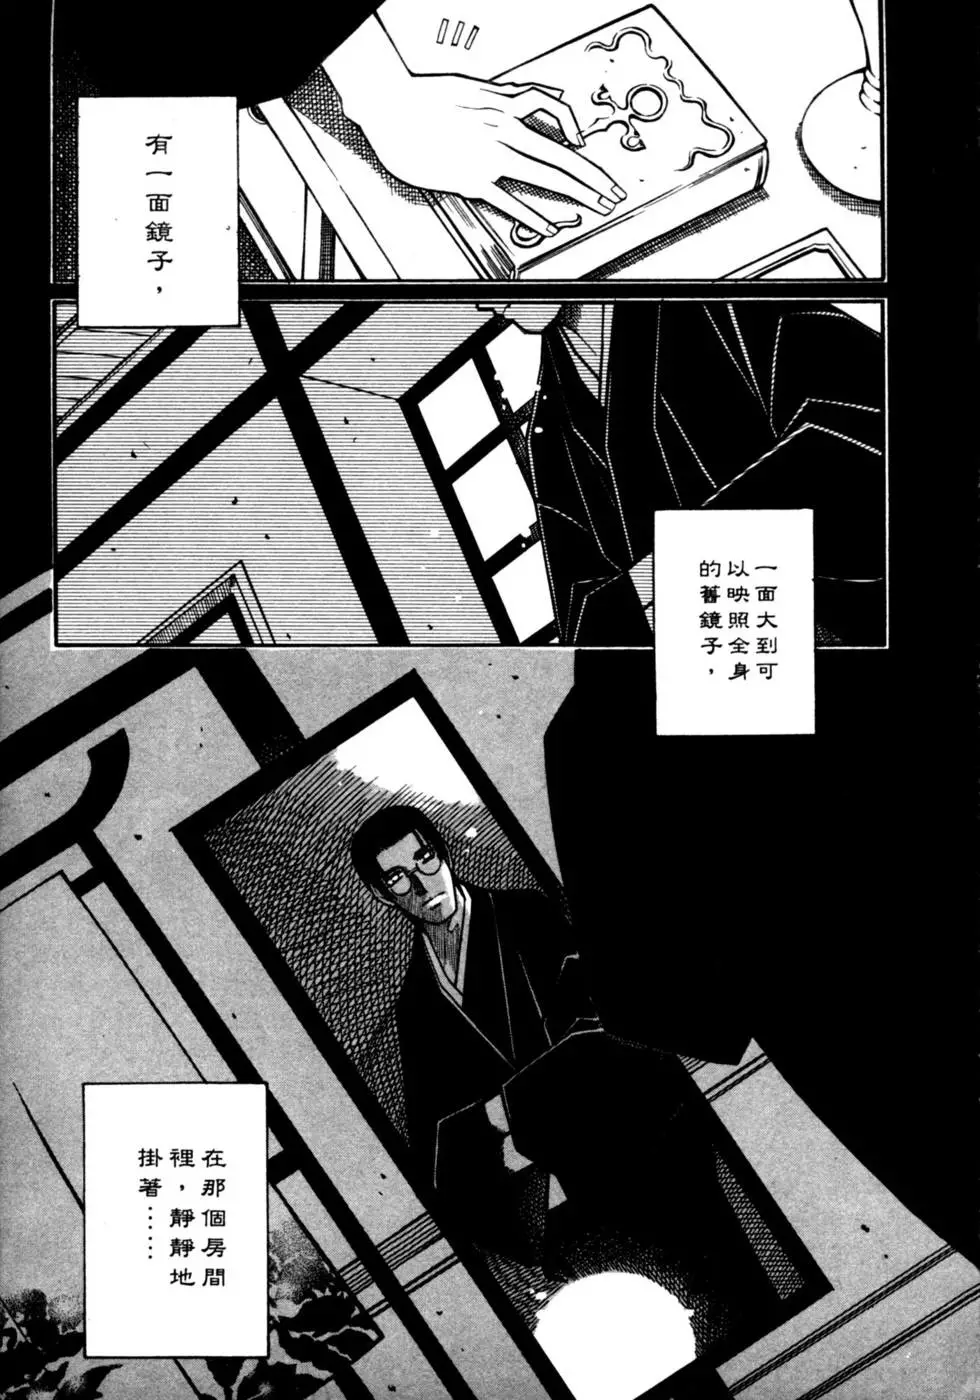 有一面鏡子，
一面大到可
以映照全身
的舊鏡子，
在那個房間
裡，靜靜地
掛著……